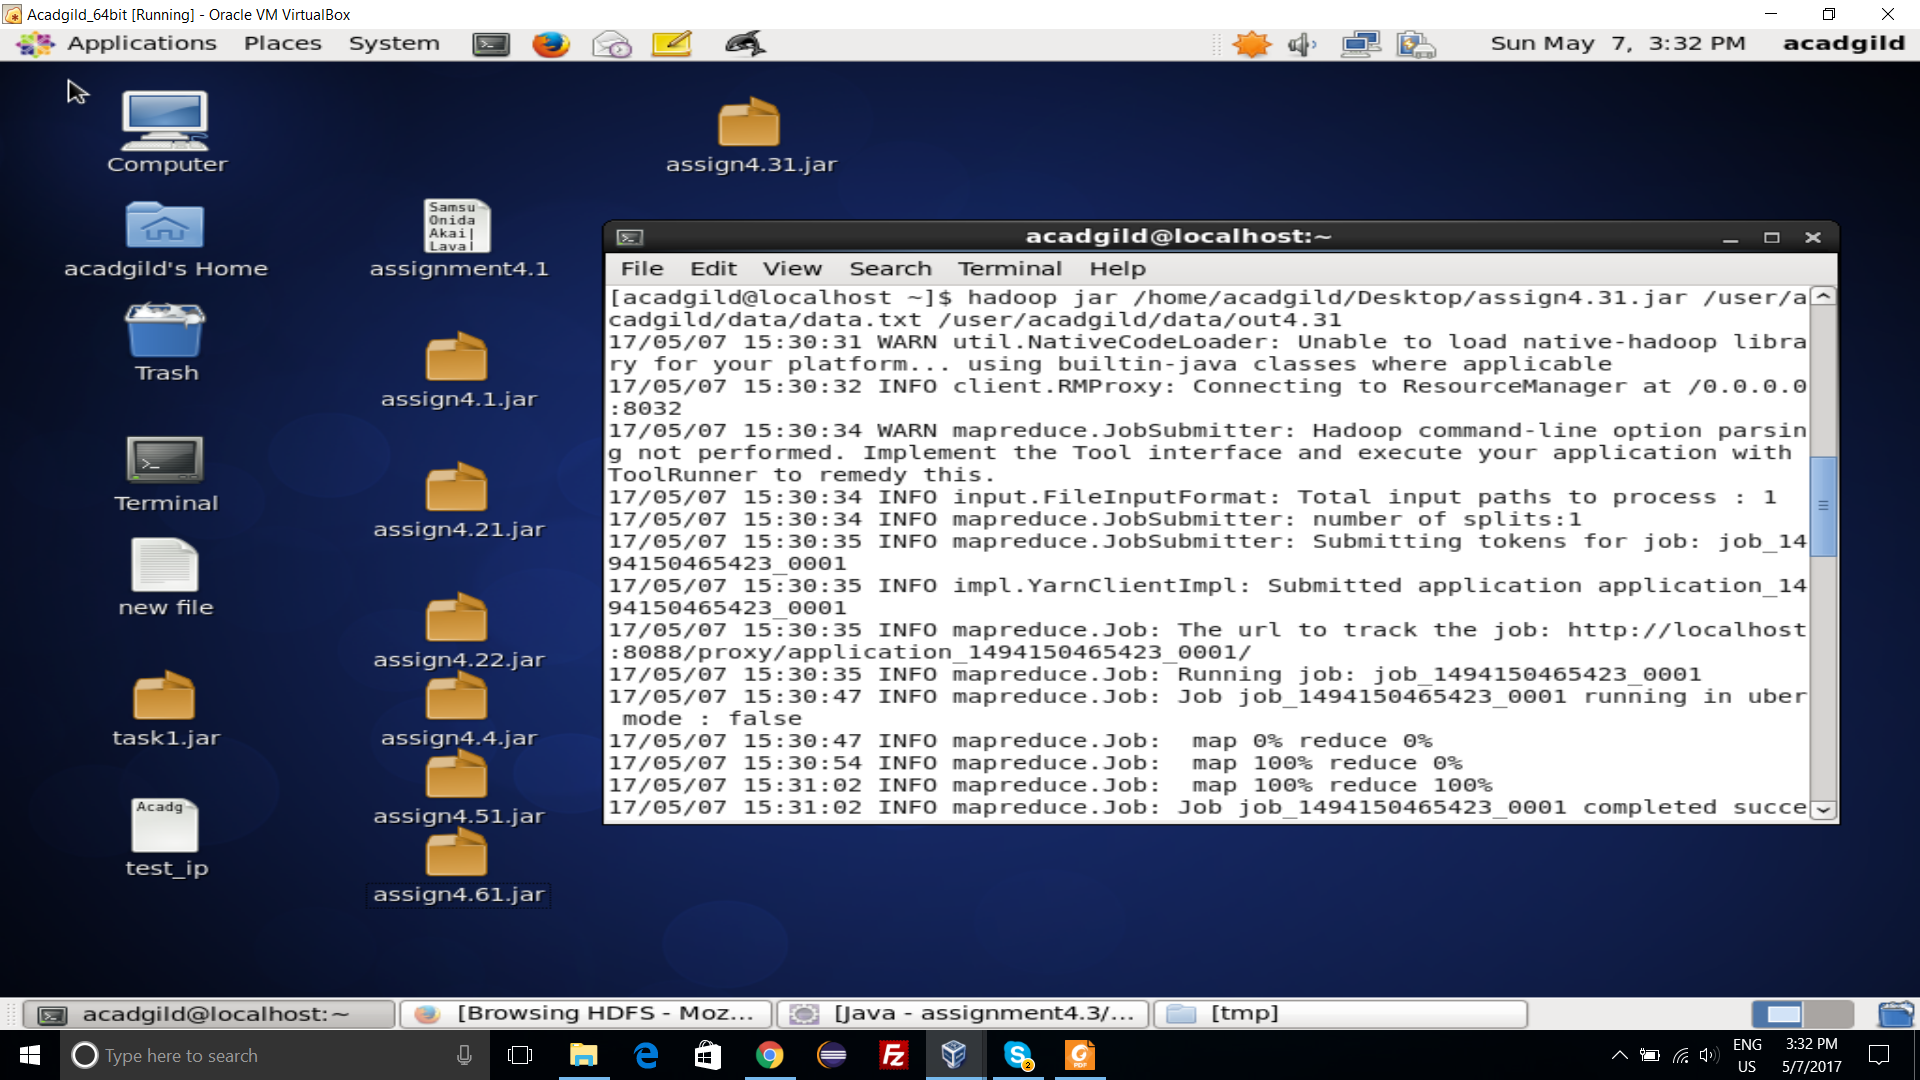 Acadgild_64bit [Running] - Oracle VM VirtualBox
Applications Places System
Sun May 7, 3:32 PM acadgild
Computer
assign4.31.jar
Samsu
Onida
Akai|
Lava|
acadgild's Home
assignment4.1
Trash
assign4.1.jar
Terminal
assign4.21.jar
new file
assign4.22.jar
task1.jar
assign4.4.jar
assign4.51.jar
Acadg
test_ip
assign4.61.jar
acadgild@localhost:~
File Edit View Search Terminal Help
[acadgild@localhost ~]$ hadoop jar /home/acadgild/Desktop/assign4.31.jar /user/a
cadgild/data/data.txt /user/acadgild/data/out4.31
17/05/07 15:30:31 WARN util.NativeCodeLoader: Unable to load native-hadoop libra
ry for your platform... using builtin-java classes where applicable
17/05/07 15:30:32 INFO client.RMProxy: Connecting to ResourceManager at /0.0.0.0
:8032
17/05/07 15:30:34 WARN mapreduce.JobSubmitter: Hadoop command-line option parsin
g not performed. Implement the Tool interface and execute your application with
ToolRunner to remedy this.
17/05/07 15:30:34 INFO input.FileInputFormat: Total input paths to process : 1
17/05/07 15:30:34 INFO mapreduce.JobSubmitter: number of splits:1
17/05/07 15:30:35 INFO mapreduce.JobSubmitter: Submitting tokens for job: job_14
94150465423_0001
17/05/07 15:30:35 INFO impl.YarnClientImpl: Submitted application application_14
94150465423_0001
17/05/07 15:30:35 INFO mapreduce.Job: The url to track the job: http://localhost
:8088/proxy/application_1494150465423_0001/
17/05/07 15:30:35 INFO mapreduce.Job: Running job: job_1494150465423_0001
17/05/07 15:30:47 INFO mapreduce.Job: Job job_1494150465423_0001 running in uber
mode : false
17/05/07 15:30:47 INFO mapreduce.Job:  map 0% reduce 0%
17/05/07 15:30:54 INFO mapreduce.Job:  map 100% reduce 0%
17/05/07 15:31:02 INFO mapreduce.Job:  map 100% reduce 100%
17/05/07 15:31:02 INFO mapreduce.Job: Job job_1494150465423_0001 completed succe
acadgild@localhost:~ [Browsing HDFS - Moz... [Java - assignment4.3/... [tmp]
Type here to search
2
PDF
ENG
US
3:32 PM
5/7/2017